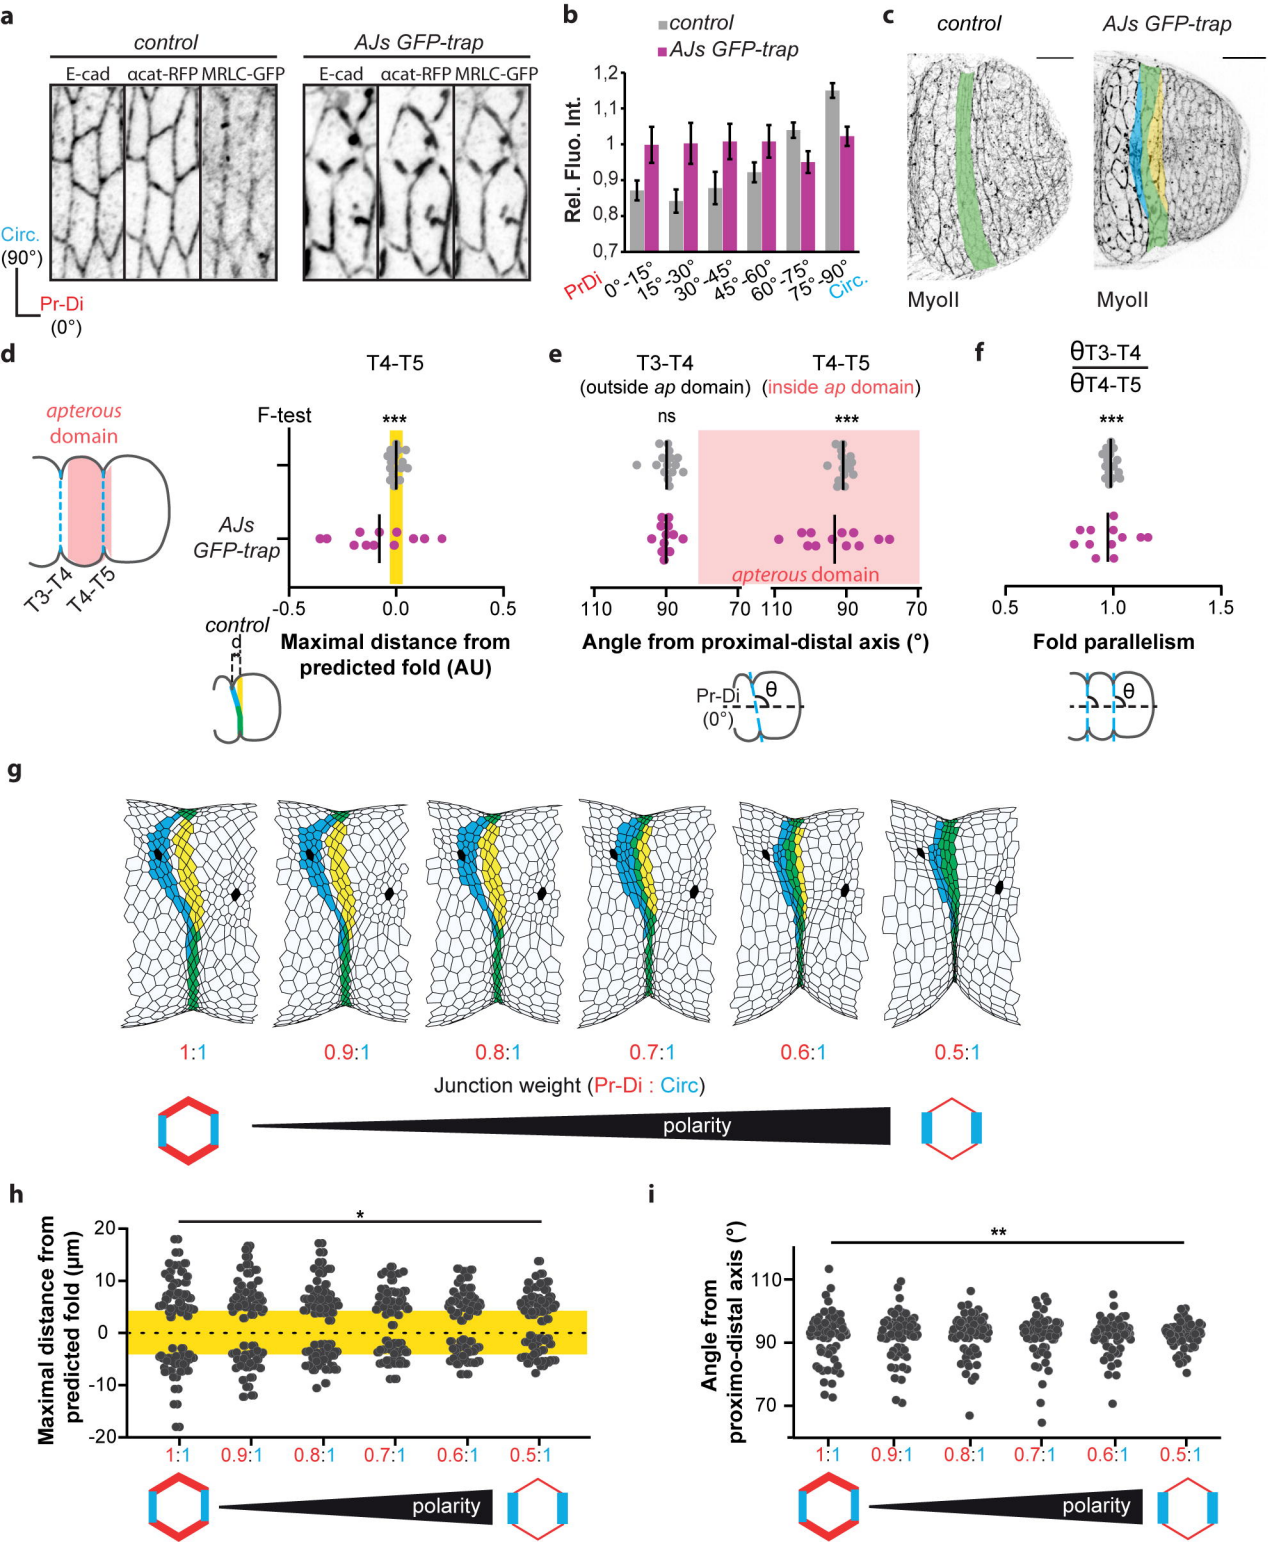 a
control
AJs GFP-trap
E-cad
αcat-RFP
MRLC-GFP
E-cad
αcat-RFP
MRLC-GFP
Circ.
(90°)
Pr-Di
(0°)
b
control
AJs GFP-trap
Rel. Fluo. Int.
1,2
1,1
1
0,9
0,8
0,7
PrDi
0°-15°
15°-30°
30°-45°
45°-60°
60°-75°
75°-90°
Circ.
c
control
AJs GFP-trap
MyoII
MyoII
d
apterous
domain
T3-T4
T4-T5
T4-T5
F-test
***
AJs
GFP-trap
-0.5
0.0
0.5
Maximal distance from
predicted fold (AU)
control
d
e
T3-T4
(outside ap domain)
T4-T5
(inside ap domain)
ns
***
apterous domain
110
90
70
110
90
70
Angle from proximal-distal axis (°)
Pr-Di
(0°)
θ
f
θT3-T4
θT4-T5
***
0.5
1.0
1.5
Fold parallelism
θ
g
1:1
0.9:1
0.8:1
0.7:1
0.6:1
0.5:1
Junction weight (Pr-Di : Circ)
polarity
h
*
Maximal distance from
predicted fold (µm)
20
10
0
-10
-20
1:1
0.9:1
0.8:1
0.7:1
0.6:1
0.5:1
polarity
i
**
Angle from
proximo-distal axis (°)
110
90
70
1:1
0.9:1
0.8:1
0.7:1
0.6:1
0.5:1
polarity